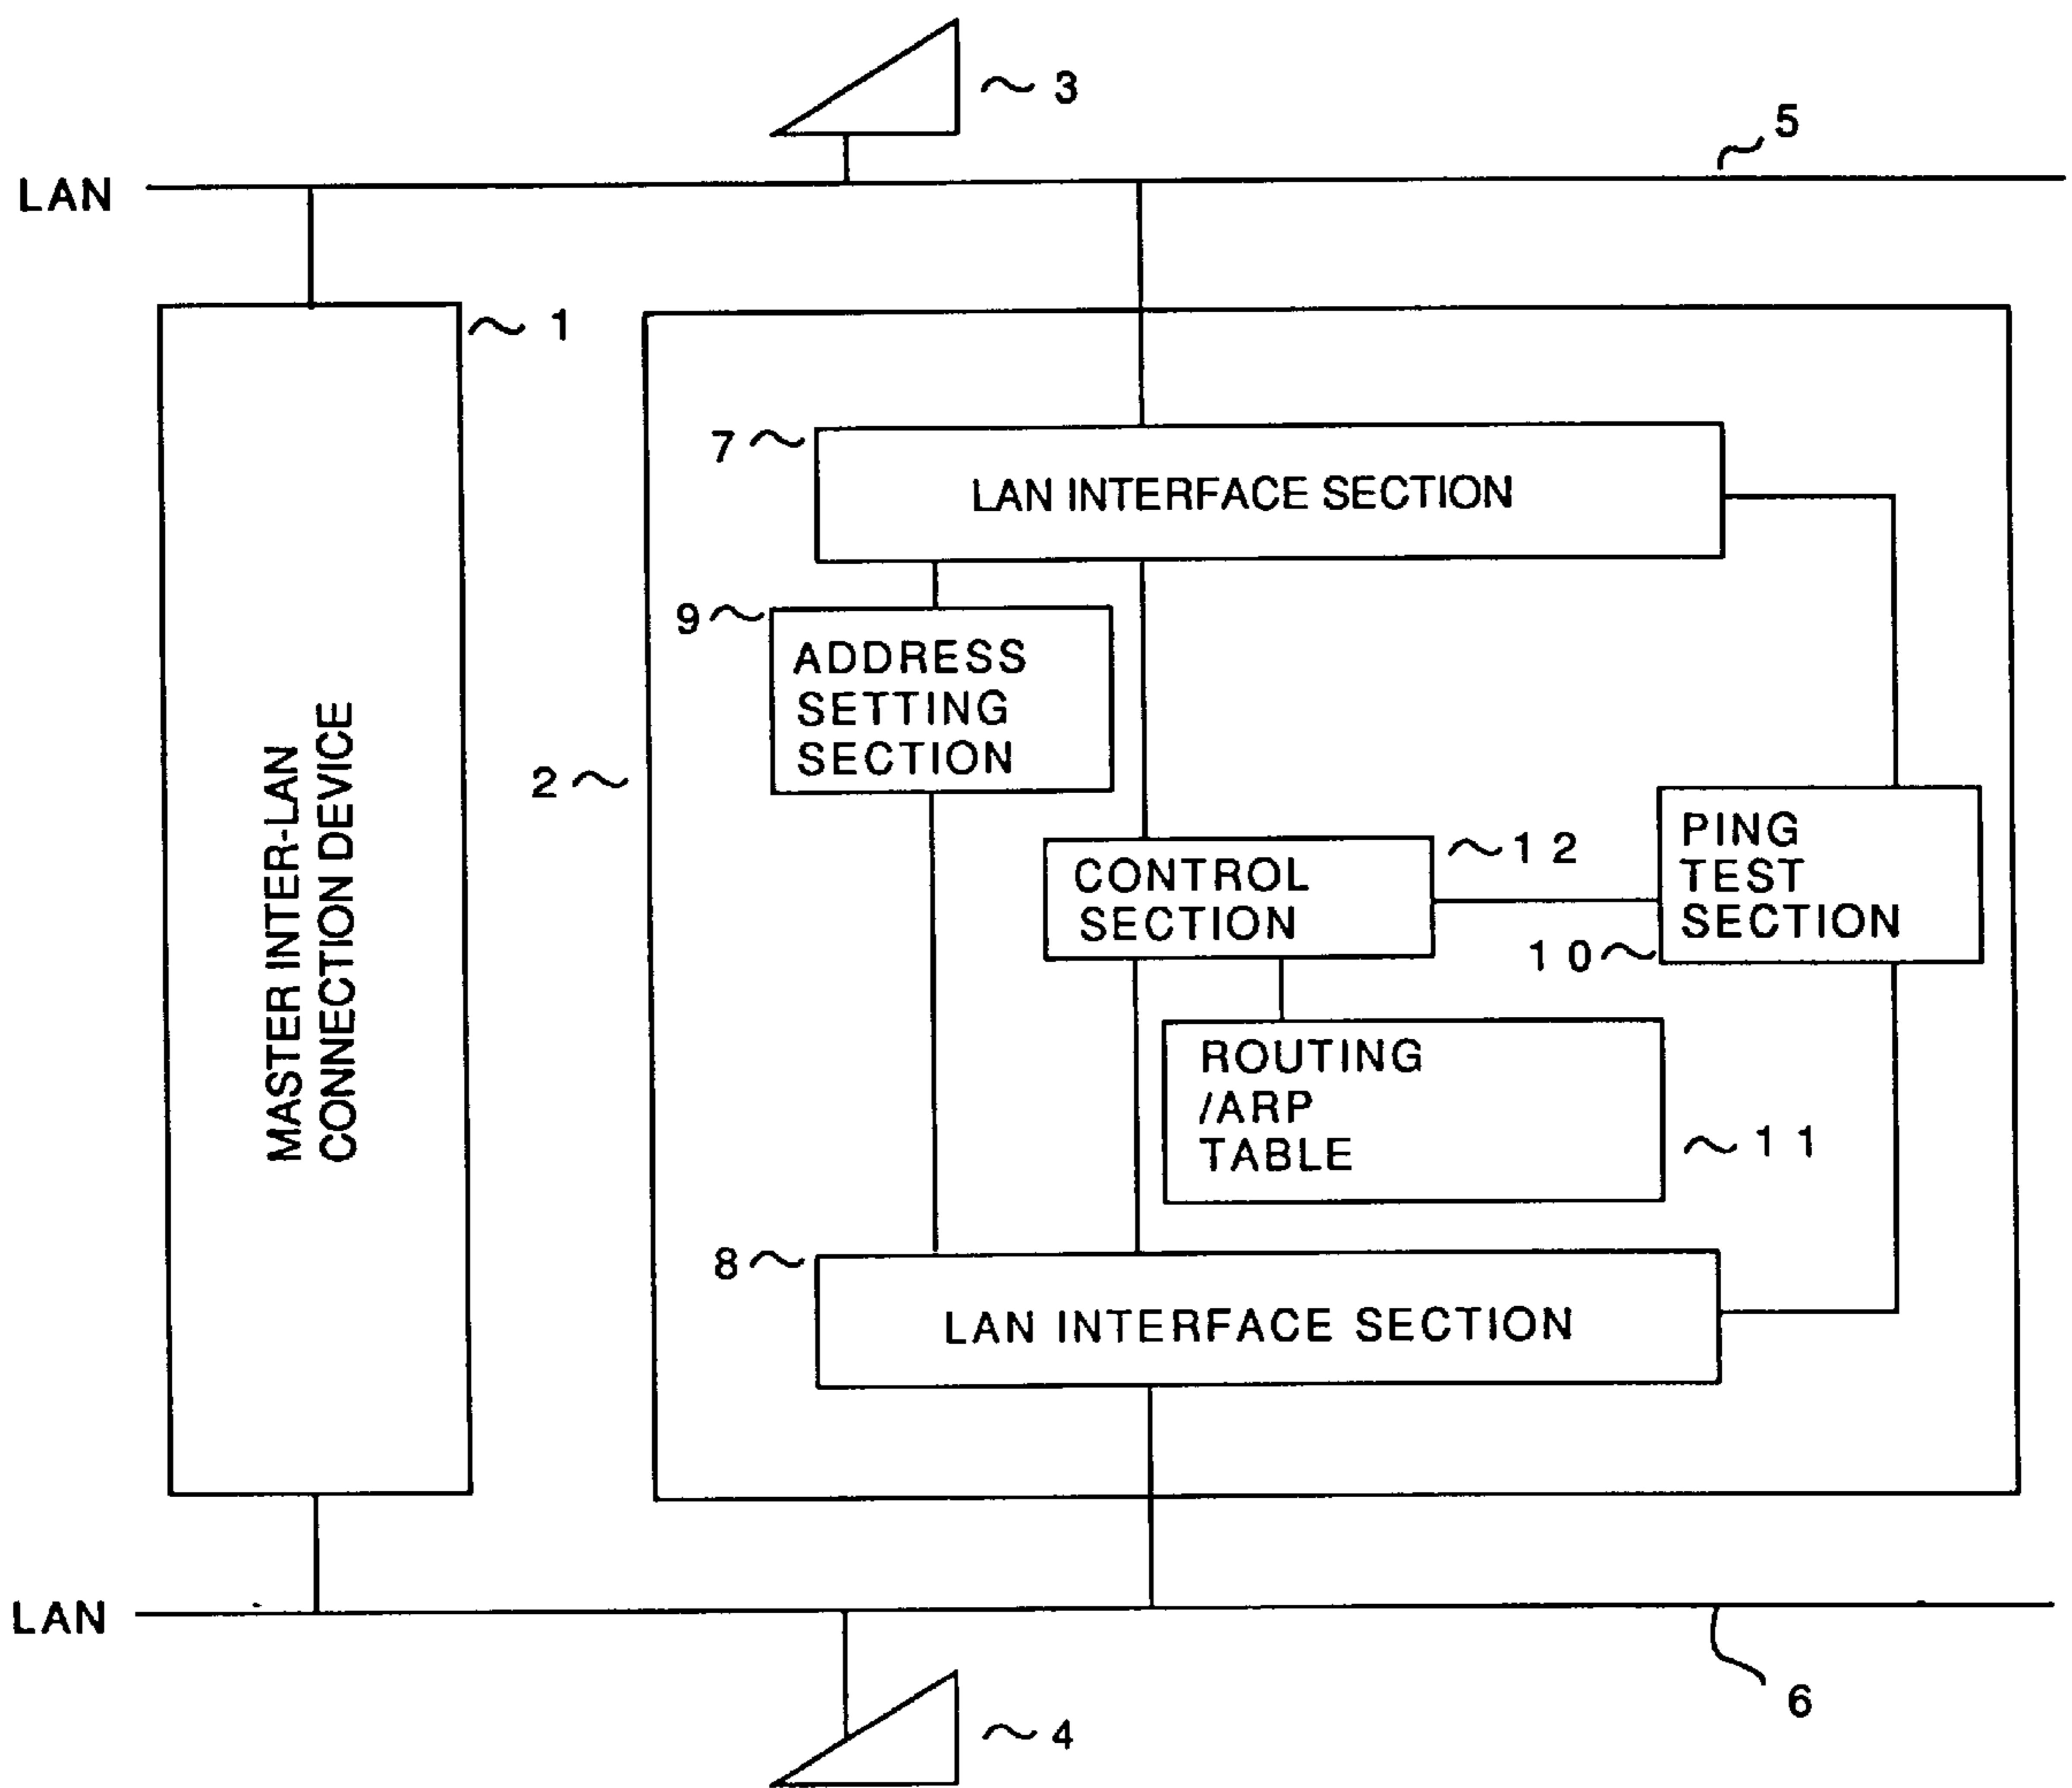 3
5
LAN
1
7
LAN INTERFACE SECTION
9
ADDRESS
SETTING
SECTION
2
MASTER INTER-LAN
CONNECTION DEVICE
12
CONTROL
SECTION
PING
TEST
SECTION
10
ROUTING
/ARP
TABLE
11
8
LAN INTERFACE SECTION
LAN
6
4